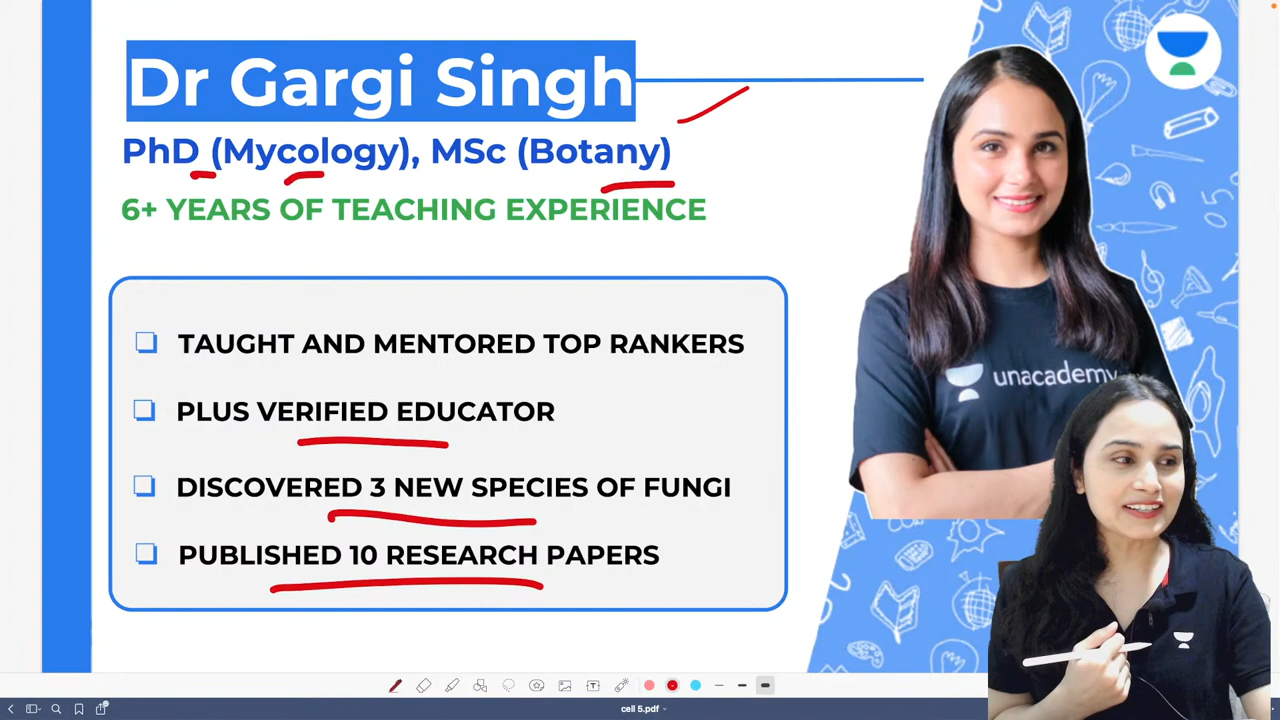 Dr Gargi Singh
PhD (Mycology), MSc (Botany)
6+ YEARS OF TEACHING EXPERIENCE
TAUGHT AND MENTORED TOP RANKERS
PLUS VERIFIED EDUCATOR
DISCOVERED 3 NEW SPECIES OF FUNGI
PUBLISHED 10 RESEARCH PAPERS
unacademy
cell 5.pdf